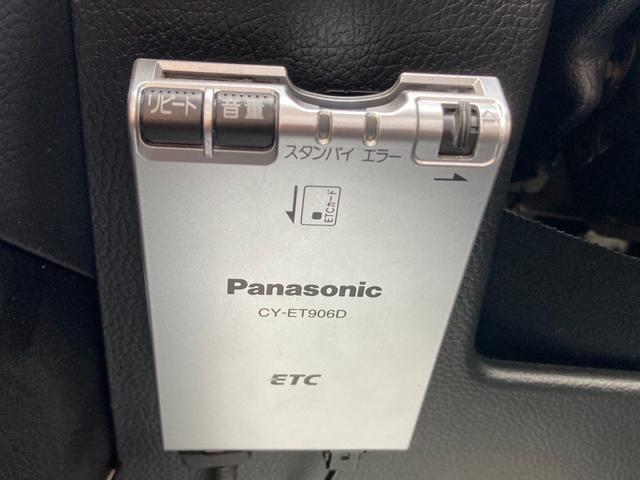 リピート 音量
スタンバイ エラー
ETCカード
Panasonic
CY-ET906D
ETC